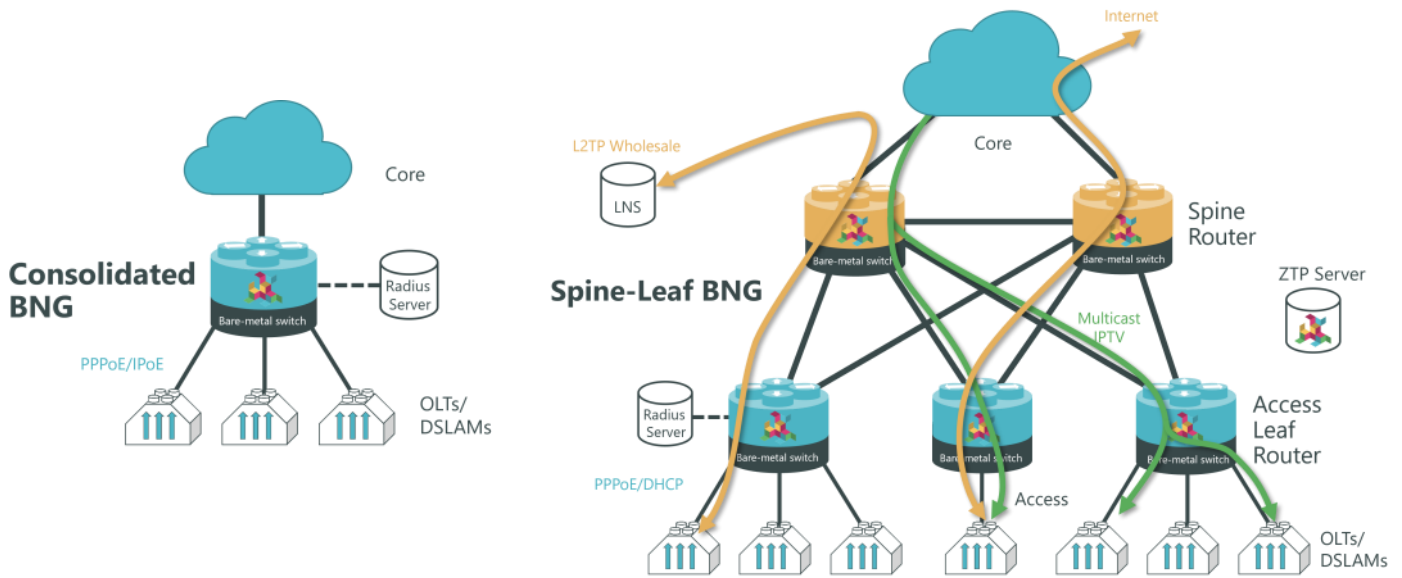 Core
Consolidated
BNG
Radius
Server
Bare-metal switch
PPPoE/IPoE
OLTs/
DSLAMs
Internet
L2TP Wholesale
Core
LNS
Spine
Router
Bare-metal switch
Bare-metal switch
ZTP Server
Spine-Leaf BNG
Multicast
IPTV
Radius
Server
Access
Leaf
Router
Bare-metal switch
Bare-metal switch
Bare-metal switch
PPPoE/DHCP
Access
OLTs/
DSLAMs